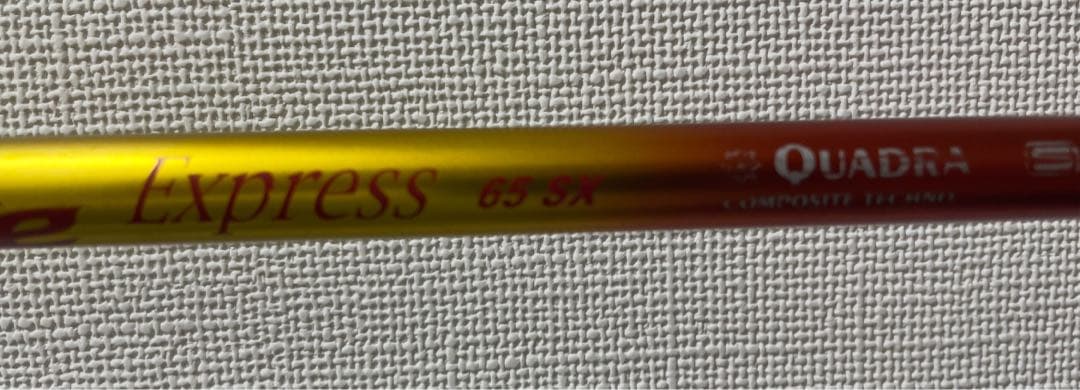 Express 65 SX QUADRA
COMPOSITE TECHNO